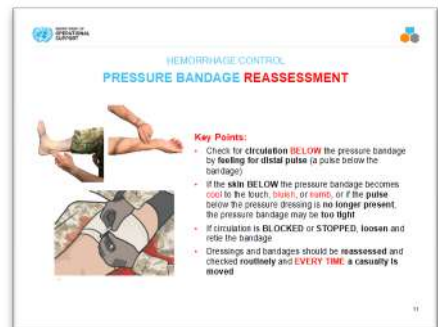 DEPARTMENT OF
OPERATIONAL
SUPPORT
HEMORRHAGE CONTROL
PRESSURE BANDAGE REASSESSMENT
Key Points:
• Check for circulation BELOW the pressure bandage
by feeling for distal pulse (a pulse below the
bandage)
• If the skin BELOW the pressure bandage becomes
cool to the touch, bluish, or numb, or if the pulse
below the pressure dressing is no longer present,
the pressure bandage may be too tight
• If circulation is BLOCKED or STOPPED, loosen and
retie the bandage
• Dressings and bandages should be reassessed and
checked routinely and EVERY TIME a casualty is
moved
11